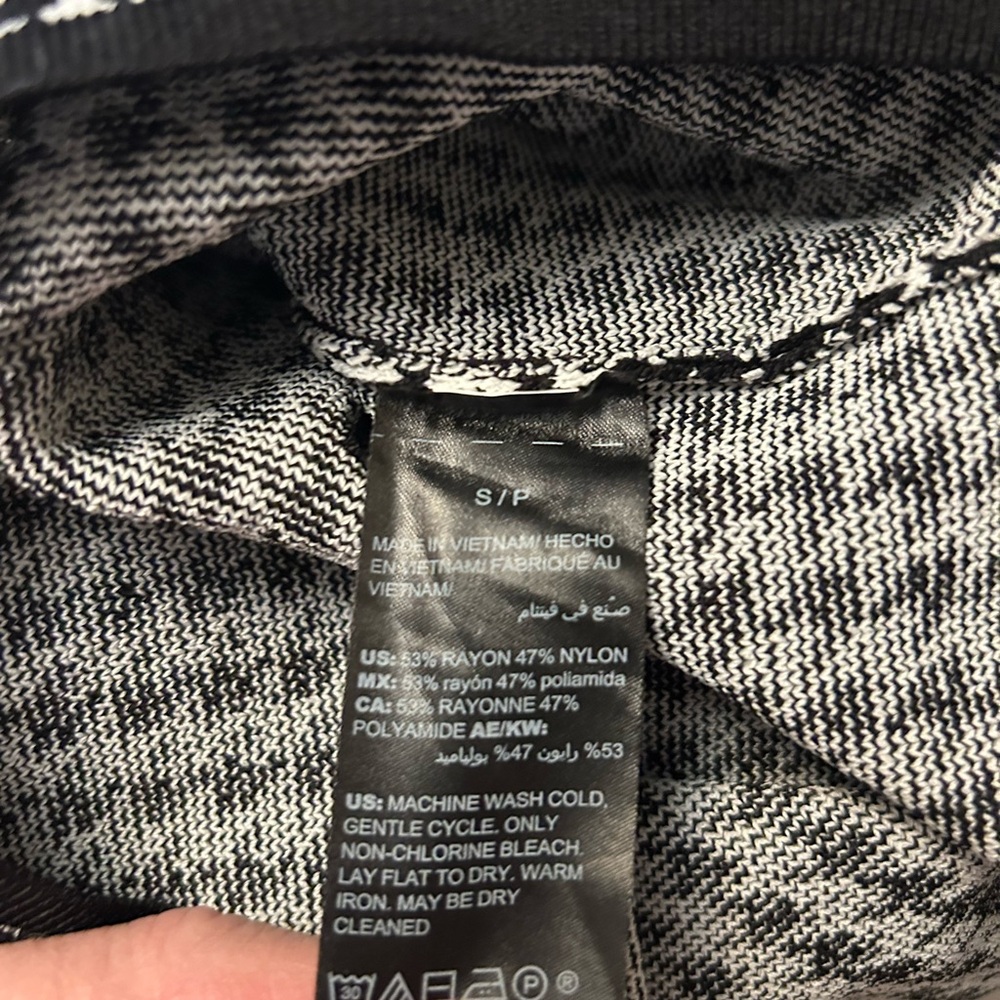 S / P
MADE IN VIETNAM/ HECHO
EN VIETNAM/ FABRIQUÉ AU
VIETNAM/
صنع في فيتنام
US: 53% RAYON 47% NYLON
MX: 53% rayón 47% poliamida
CA: 53% RAYONNE 47%
POLYAMIDE AE/KW:
53% رايون 47% بولياميد
US: MACHINE WASH COLD,
GENTLE CYCLE. ONLY
NON-CHLORINE BLEACH.
LAY FLAT TO DRY. WARM
IRON. MAY BE DRY
CLEANED
30 P ®